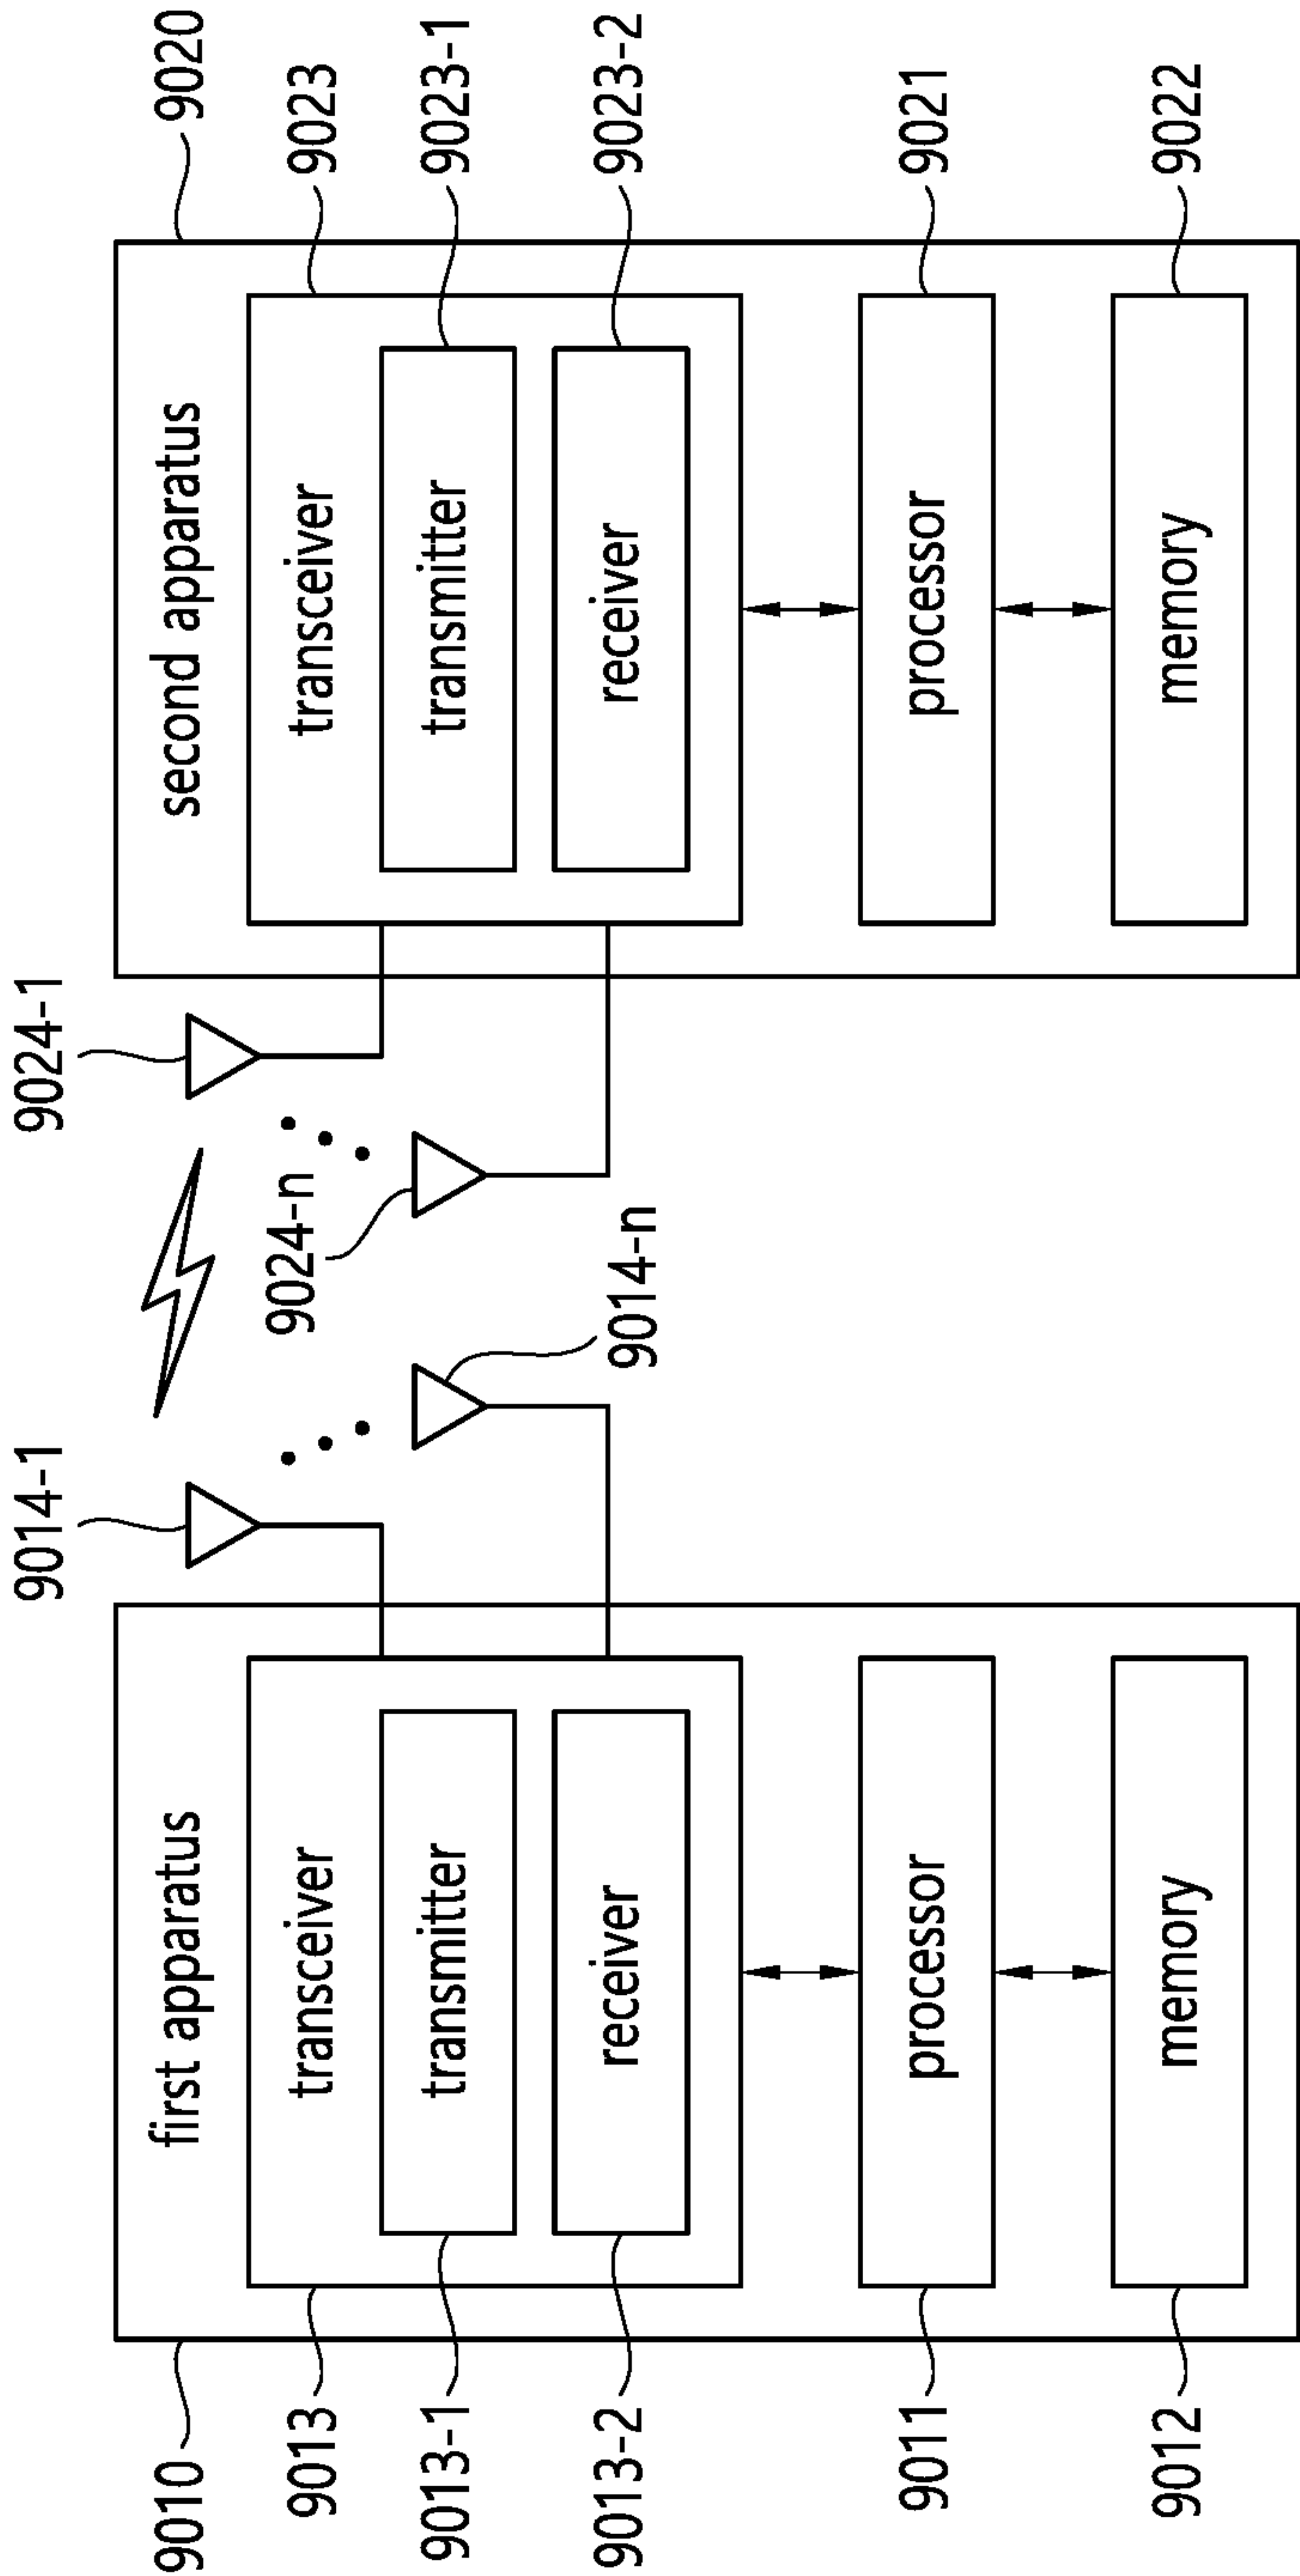 9014-1
9024-1
9010
first apparatus
second apparatus
9020
9013
transceiver
9024-n
transceiver
9023
9013-1
transmitter
transmitter
9023-1
9013-2
receiver
9014-n
receiver
9023-2
9011
processor
processor
9021
9012
memory
memory
9022